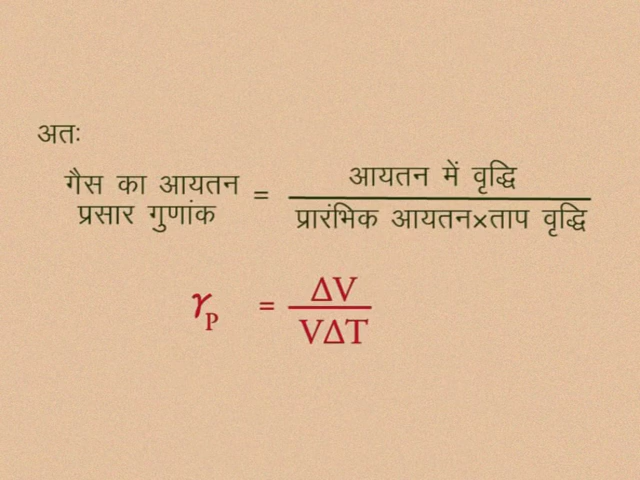 अतः
गैस का आयतन प्रसार गुणांक = आयतन में वृद्धि / प्रारंभिक आयतन×ताप वृद्धि
γP = ΔV / VΔT